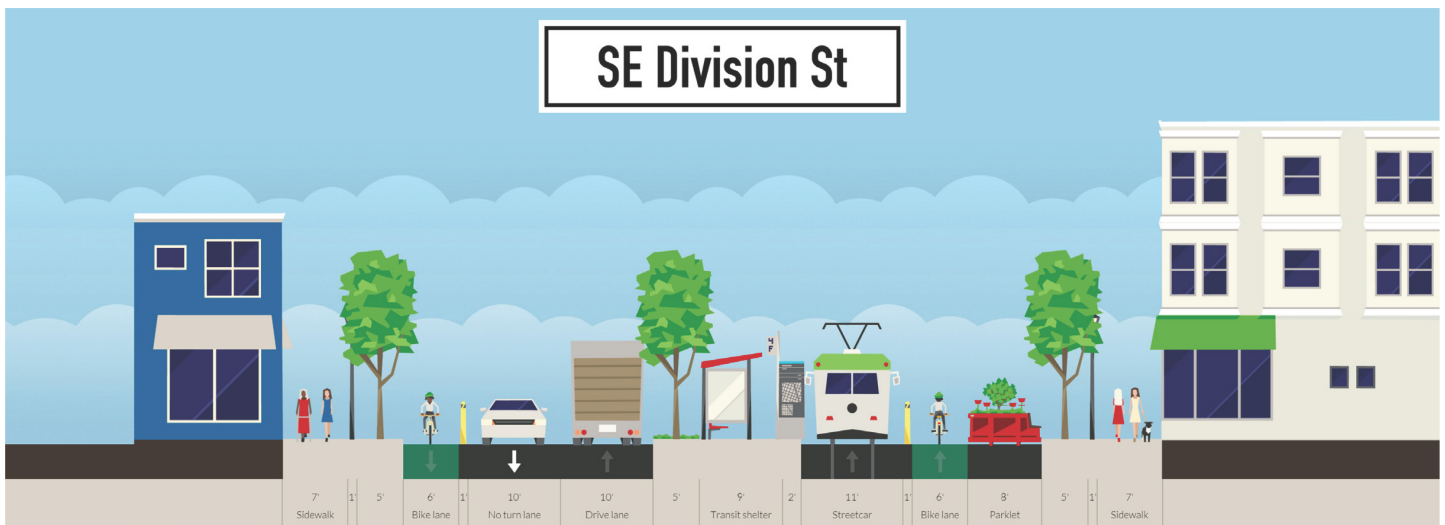 SE Division St
4
F
7' 1' 5' 6' 1' 10' 10' 5' 9' 2' 11' 1' 6' 8' 5' 1' 7'
Sidewalk Bike lane No turn lane Drive lane Transit shelter Streetcar Bike lane Parklet Sidewalk